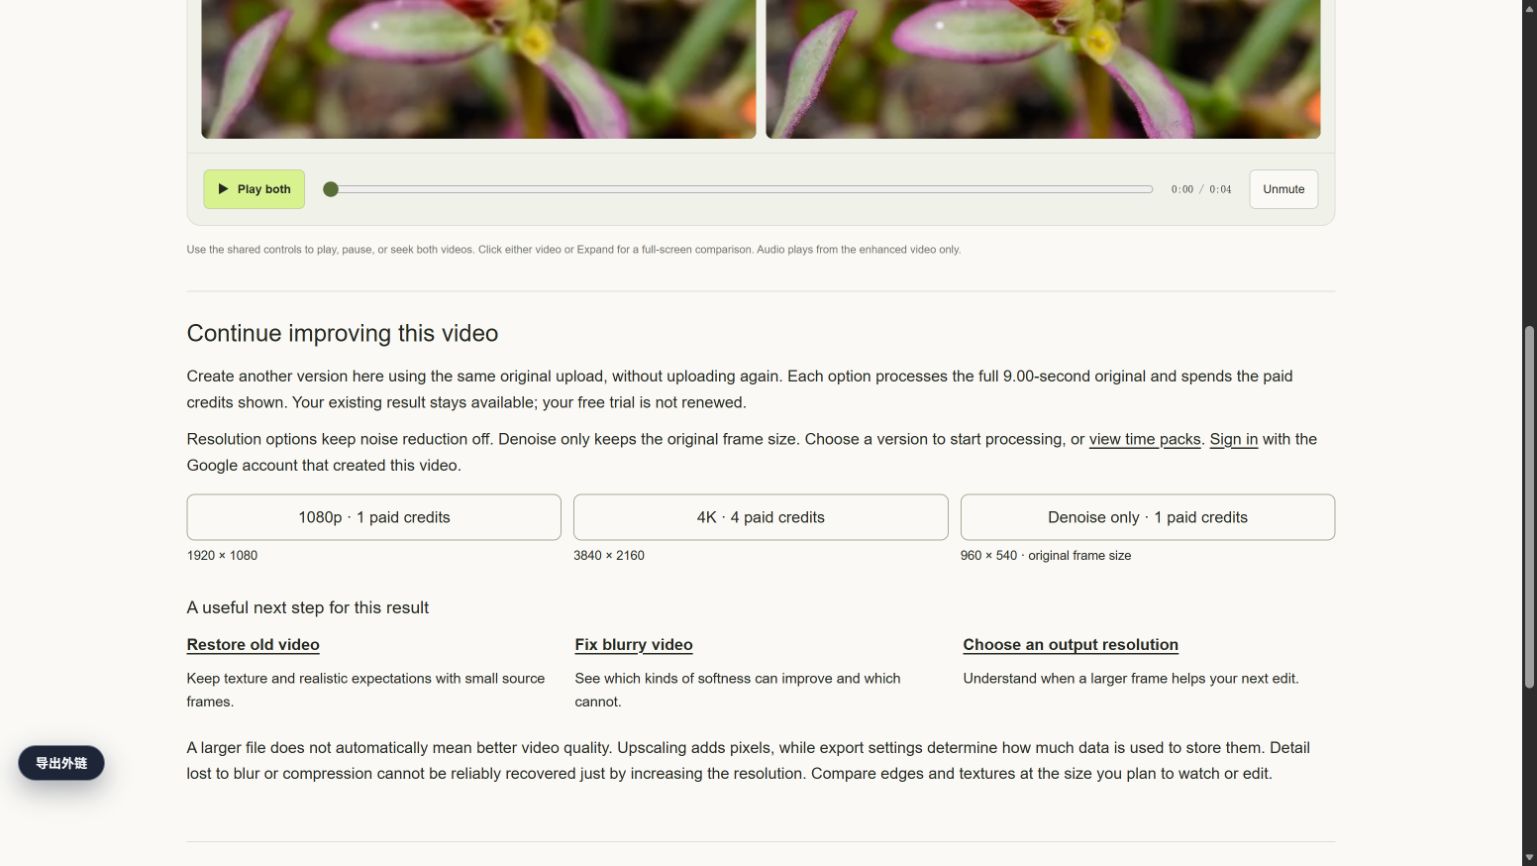 Play both
0:00 / 0:04
Unmute
Use the shared controls to play, pause, or seek both videos. Click either video or Expand for a full-screen comparison. Audio plays from the enhanced video only.
Continue improving this video
Create another version here using the same original upload, without uploading again. Each option processes the full 9.00-second original and spends the paid
credits shown. Your existing result stays available; your free trial is not renewed.
Resolution options keep noise reduction off. Denoise only keeps the original frame size. Choose a version to start processing, or view time packs. Sign in with the
Google account that created this video.
1080p · 1 paid credits
4K · 4 paid credits
Denoise only · 1 paid credits
1920 × 1080
3840 × 2160
960 × 540 · original frame size
A useful next step for this result
Restore old video
Fix blurry video
Choose an output resolution
Keep texture and realistic expectations with small source
frames.
See which kinds of softness can improve and which
cannot.
Understand when a larger frame helps your next edit.
导出外链
A larger file does not automatically mean better video quality. Upscaling adds pixels, while export settings determine how much data is used to store them. Detail
lost to blur or compression cannot be reliably recovered just by increasing the resolution. Compare edges and textures at the size you plan to watch or edit.